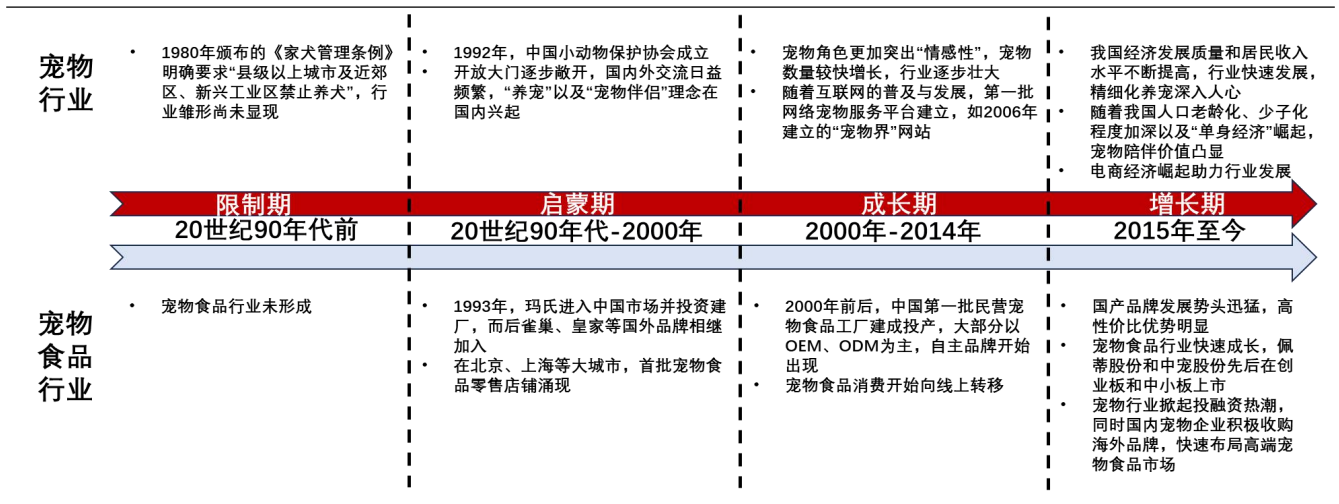 宠物
行业
• 1980年颁布的《家犬管理条例》
明确要求“县级以上城市及近郊
区、新兴工业区禁止养犬”，行
业雏形尚未显现
• 1992年，中国小动物保护协会成立
• 开放大门逐步敞开，国内外交流日益
频繁，“养宠”以及“宠物伴侣”理念在
国内兴起
• 宠物角色更加突出“情感性”，宠物
数量较快增长，行业逐步壮大
• 随着互联网的普及与发展，第一批
网络宠物服务平台建立，如2006年
建立的“宠物界”网站
• 我国经济发展质量和居民收入
水平不断提高，行业快速发展，
精细化养宠深入人心
• 随着我国人口老龄化、少子化
程度加深以及“单身经济”崛起，
宠物陪伴价值凸显
• 电商经济崛起助力行业发展
限制期
启蒙期
成长期
增长期
20世纪90年代前
20世纪90年代-2000年
2000年-2014年
2015年至今
宠物
食品
行业
• 宠物食品行业未形成
• 1993年，玛氏进入中国市场并投资建
厂，而后雀巢、皇家等国外品牌相继
加入
• 在北京、上海等大城市，首批宠物食
品零售店铺涌现
• 2000年前后，中国第一批民营宠
物食品工厂建成投产，大部分以
OEM、ODM为主，自主品牌开始
出现
• 宠物食品消费开始向线上转移
• 国产品牌发展势头迅猛，高
性价比优势明显
• 宠物食品行业快速成长，佩
蒂股份和中宠股份先后在创
业板和中小板上市
• 宠物行业掀起投融资热潮，
同时国内宠物企业积极收购
海外品牌，快速布局高端宠
物食品市场